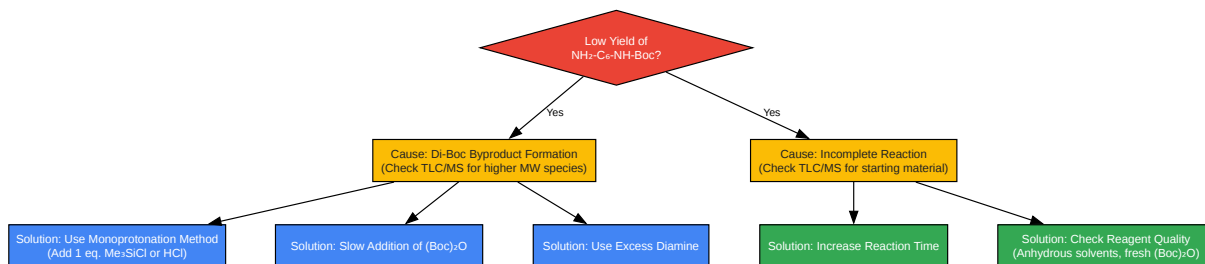 Low Yield of
NH₂-C₆-NH-Boc?
Yes
Yes
Cause: Di-Boc Byproduct Formation
(Check TLC/MS for higher MW species)
Cause: Incomplete Reaction
(Check TLC/MS for starting material)
Solution: Use Monoprotonation Method
(Add 1 eq. Me₃SiCl or HCl)
Solution: Slow Addition of (Boc)₂O
Solution: Use Excess Diamine
Solution: Increase Reaction Time
Solution: Check Reagent Quality
(Anhydrous solvents, fresh (Boc)₂O)